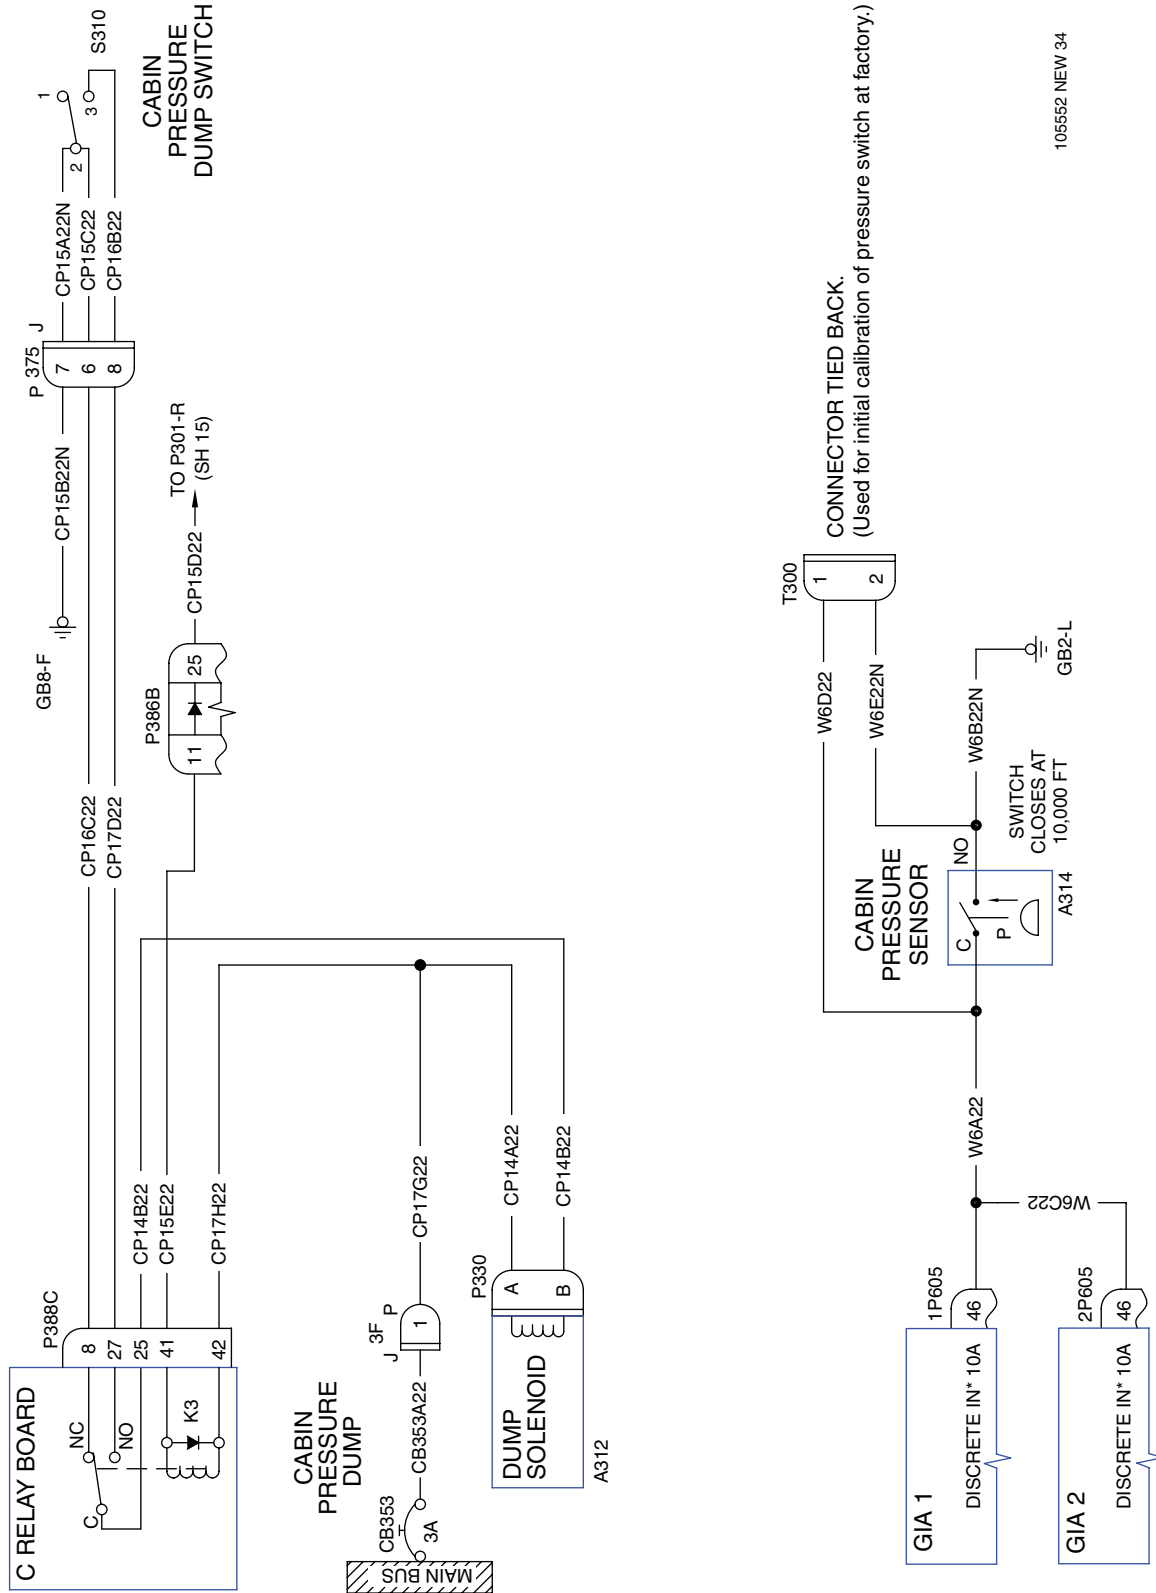 C RELAY BOARD
C
NC
NO
K3
P388C
8
27
25
41
42
CP14B22
CP15E22
CP17H22
CP16C22
CP17D22
GB8-F
CP15B22N
P 375 J
7
6
8
CP15A22N
CP15C22
CP16B22
2
1
3
S310
CABIN
PRESSURE
DUMP SWITCH
P386B
11
25
CP15D22
TO P301-R
(SH 15)
CABIN
PRESSURE
DUMP
MAIN BUS
CB353
3A
CB353A22
J
3F
P
1
CP17G22
DUMP
SOLENOID
A312
P330
A
B
CP14A22
CP14B22
GIA 1
DISCRETE IN* 10A
1P605
46
GIA 2
DISCRETE IN* 10A
2P605
46
W6C22
W6A22
CABIN
PRESSURE
SENSOR
C
NO
P
A314
SWITCH
CLOSES AT
10,000 FT
W6D22
W6E22N
W6B22N
GB2-L
T300
1
2
CONNECTOR TIED BACK.
(Used for initial calibration of pressure switch at factory.)
105552 NEW 34